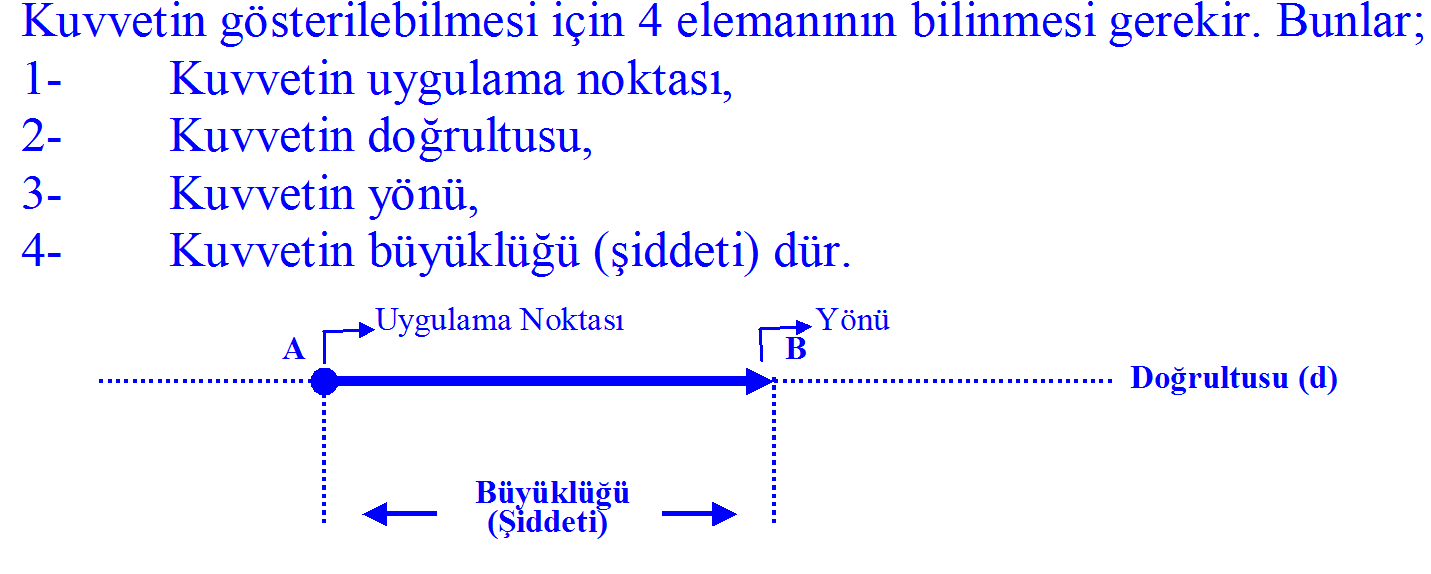 Kuvvetin gösterilebilmesi için 4 elemanının bilinmesi gerekir. Bunlar;
1- Kuvvetin uygulama noktası,
2- Kuvvetin doğrultusu,
3- Kuvvetin yönü,
4- Kuvvetin büyüklüğü (şiddeti) dür.
Uygulama Noktası Yönü
A B
Doğrultusu (d)
Büyüklüğü
(Şiddeti)